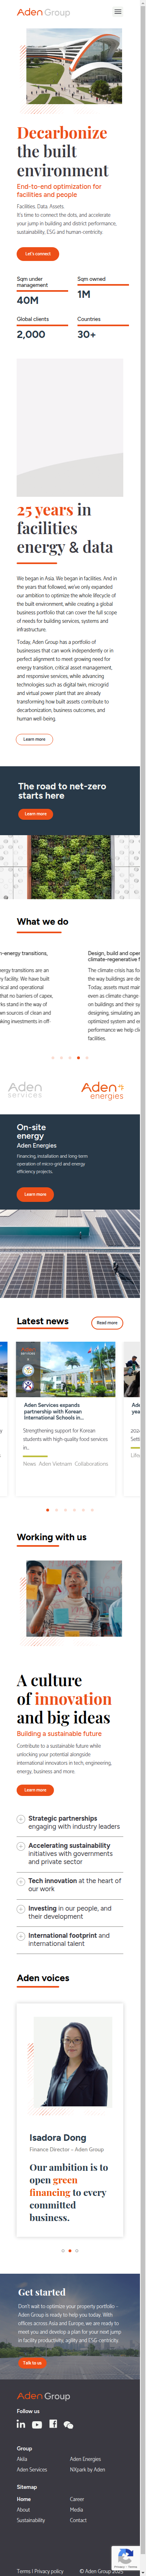 Aden Group
Decarbonize
the built
environment
End-to-end optimization for
facilities and people
Facilities. Data. Assets.
It's time to connect the dots, and accelerate
your jump in building and district performance,
sustainability, ESG and human-centricity.
Let's connect
Sqm under
management
40M
Sqm owned
1M
Global clients
2,000
Countries
30+
25 years in
facilities
energy & data
We began in Asia. We began in facilities. And in
the years that followed, we've only expanded
our ambition to optimize the whole lifecycle of
the built environment, while creating a global
business portfolio that can cover the full scope
of needs for building services, systems and
infrastructure.
Today, Aden Group has a portfolio of
businesses that can work independently or in
perfect alignment to meet growing need for
energy transition, critical asset management,
and responsive services, while advancing
technologies such as digital twin, microgrid
and virtual power plant that are already
transforming how built assets contribute to
decarbonization, business outcomes, and
human well-being.
Learn more
The road to net-zero
starts here
Learn more
What we do
n-energy transitions,
ergy transitions are an
ry facility. We have built
ical and operational
at no barriers of capex,
s to stand in the way of
en sources of clean and
king investments in off-
Design, build and oper
climate-regenerative f
The climate crisis has fo
the way buildings are de
Today, most assets maint
even as climate change c
on them. We optimize d
system and operational
performance we help cli
facilities.
Aden
services
Aden
energies
On-site
energy
Aden Energies
Financing, installation and long-term
operation of micro-grid and energy
efficiency projects.
Learn more
Latest news
Read more
Aden Services expands
partnership with Korean
International Schools in...
Strengthening support for Korean
students with high-quality food services
in...
News Aden Vietnam Collaborations
Working with us
A culture
of innovation
and big ideas
Building a sustainable future
Contribute to a sustainable future while
unlocking your potential alongside
international innovators in tech, engineering,
energy, business and more.
Learn more
Strategic partnerships
engaging with industry leaders
Accelerating sustainability
initiatives with governments
and private sector
Tech innovation at the heart of
our work
Investing in our people, and
their development
International footprint and
international talent
Aden voices
Isadora Dong
Finance Director – Aden Group
Our ambition is to
open green
financing to every
committed
business.
Get started
Don't wait to optimize your property portfolio -
Aden Group is ready to help you today. With
offices across Asia and Europe, we are ready to
meet you and develop a plan for your next jump
in facility productivity, agility and ESG centricity.
Talk to us
Aden Group
Follow us
Group
Akila
Aden Energies
Aden Services
NXpark by Aden
Sitemap
Home
Career
About
Media
Sustainability
Contact
Terms | Privacy policy
© Aden Group 2025
Privacy - Terms